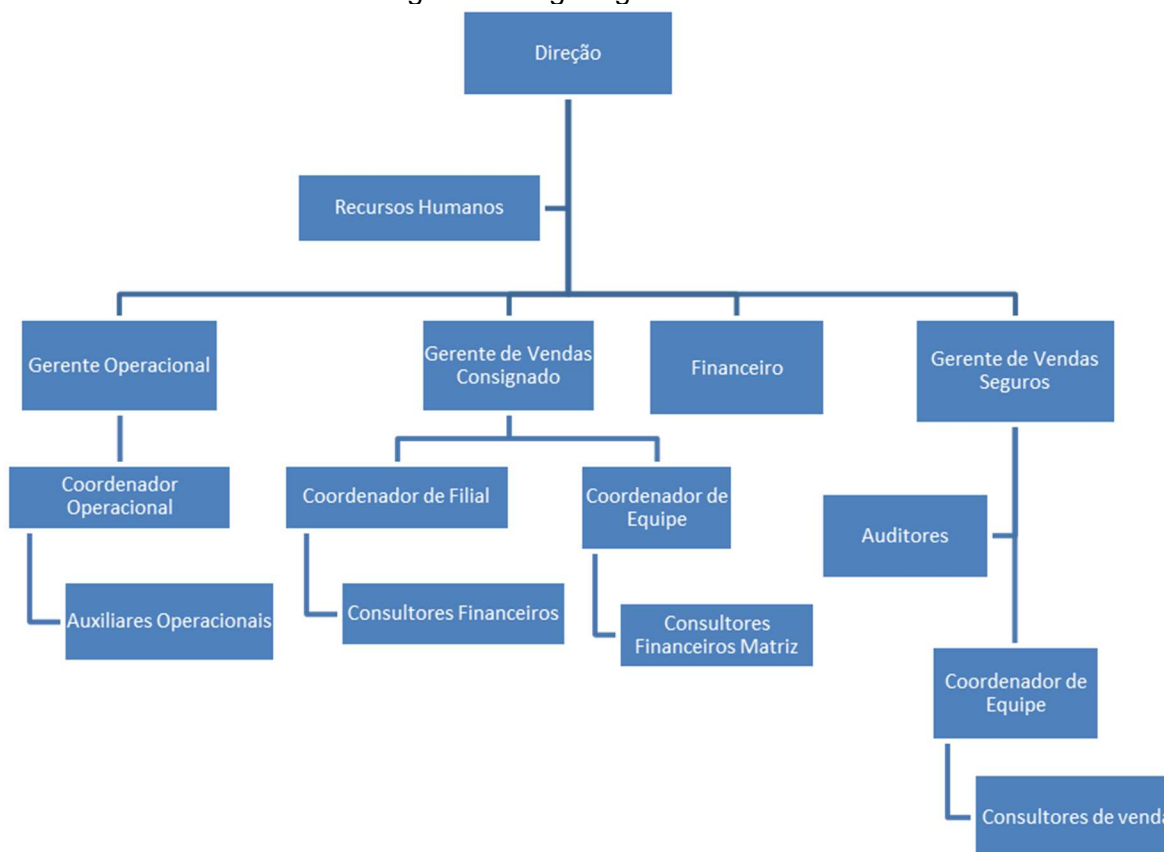 Direção
Recursos Humanos
Gerente Operacional
Gerente de Vendas
Consignado
Financeiro
Gerente de Vendas
Seguros
Coordenador
Operacional
Coordenador de Filial
Coordenador de
Equipe
Auditores
Auxiliares Operacionais
Consultores Financeiros
Consultores
Financeiros Matriz
Coordenador de
Equipe
Consultores de venda